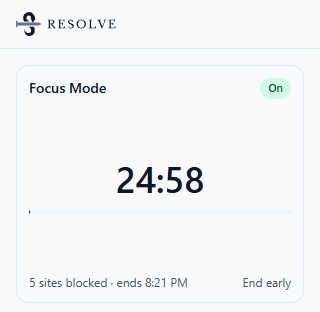 RESOLVE
Focus Mode
On
24:58
5 sites blocked · ends 8:21 PM
End early